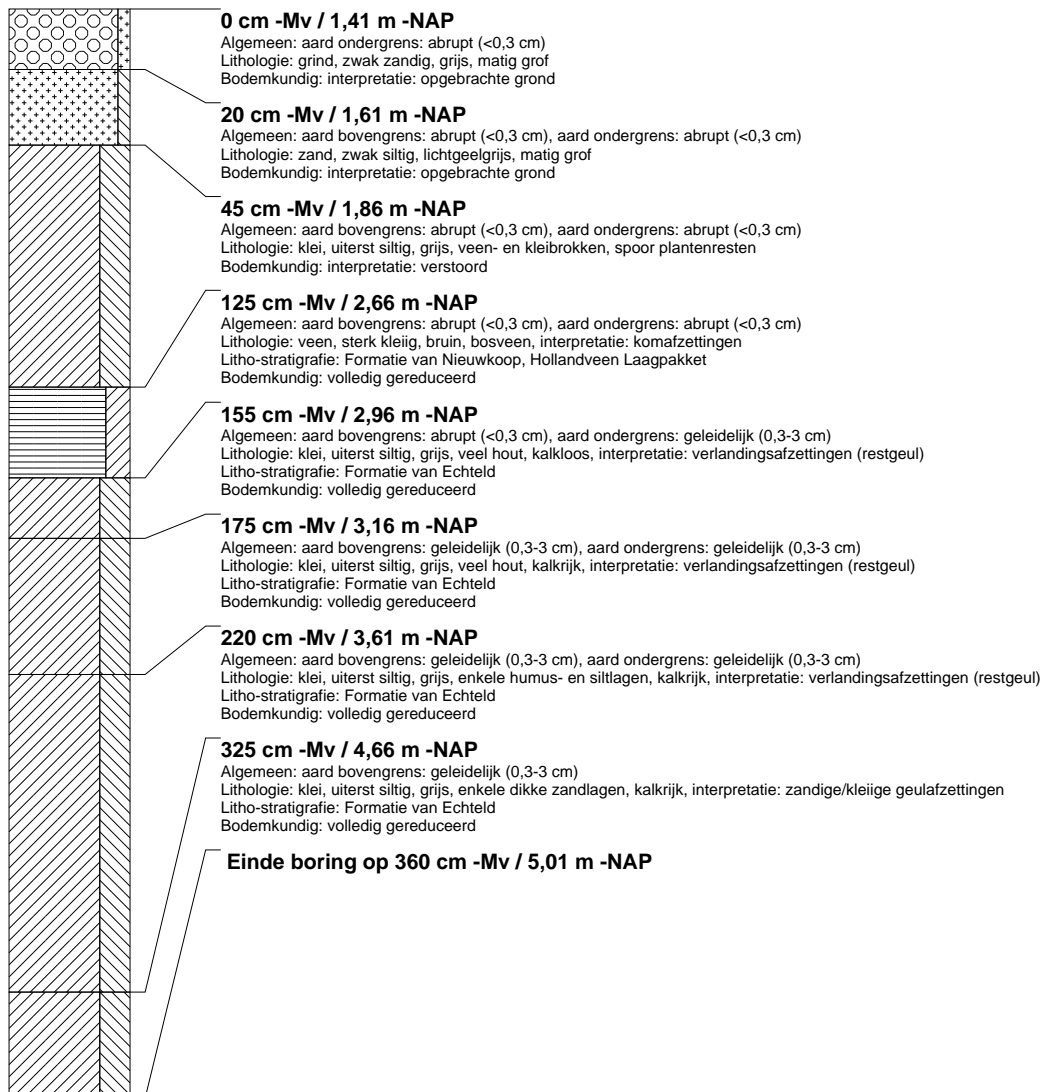 0 cm -Mv / 1,41 m -NAP
Algemeen: aard ondergrens: abrupt (<0,3 cm)
Lithologie: grind, zwak zandig, grijs, matig grof
Bodemkundig: interpretatie: opgebrachte grond
20 cm -Mv / 1,61 m -NAP
Algemeen: aard bovengrens: abrupt (<0,3 cm), aard ondergrens: abrupt (<0,3 cm)
Lithologie: zand, zwak siltig, lichtgeelgrijs, matig grof
Bodemkundig: interpretatie: opgebrachte grond
45 cm -Mv / 1,86 m -NAP
Algemeen: aard bovengrens: abrupt (<0,3 cm), aard ondergrens: abrupt (<0,3 cm)
Lithologie: klei, uiterst siltig, grijs, veen- en kleibrokken, spoor plantenresten
Bodemkundig: interpretatie: verstoord
125 cm -Mv / 2,66 m -NAP
Algemeen: aard bovengrens: abrupt (<0,3 cm), aard ondergrens: abrupt (<0,3 cm)
Lithologie: veen, sterk kleiig, bruin, bosveen, interpretatie: komafzettingen
Litho-stratigrafie: Formatie van Nieuwkoop, Hollandveen Laagpakket
Bodemkundig: volledig gereduceerd
155 cm -Mv / 2,96 m -NAP
Algemeen: aard bovengrens: abrupt (<0,3 cm), aard ondergrens: geleidelijk (0,3-3 cm)
Lithologie: klei, uiterst siltig, grijs, veel hout, kalkloos, interpretatie: verlandingsafzettingen (restgeul)
Litho-stratigrafie: Formatie van Echteld
Bodemkundig: volledig gereduceerd
175 cm -Mv / 3,16 m -NAP
Algemeen: aard bovengrens: geleidelijk (0,3-3 cm), aard ondergrens: geleidelijk (0,3-3 cm)
Lithologie: klei, uiterst siltig, grijs, veel hout, kalkrijk, interpretatie: verlandingsafzettingen (restgeul)
Litho-stratigrafie: Formatie van Echteld
Bodemkundig: volledig gereduceerd
220 cm -Mv / 3,61 m -NAP
Algemeen: aard bovengrens: geleidelijk (0,3-3 cm), aard ondergrens: geleidelijk (0,3-3 cm)
Lithologie: klei, uiterst siltig, grijs, enkele humus- en siltlagen, kalkrijk, interpretatie: verlandingsafzettingen (restgeul)
Litho-stratigrafie: Formatie van Echteld
Bodemkundig: volledig gereduceerd
325 cm -Mv / 4,66 m -NAP
Algemeen: aard bovengrens: geleidelijk (0,3-3 cm)
Lithologie: klei, uiterst siltig, grijs, enkele dikke zandlagen, kalkrijk, interpretatie: zandige/kleiige geulafzettingen
Litho-stratigrafie: Formatie van Echteld
Bodemkundig: volledig gereduceerd
Einde boring op 360 cm -Mv / 5,01 m -NAP